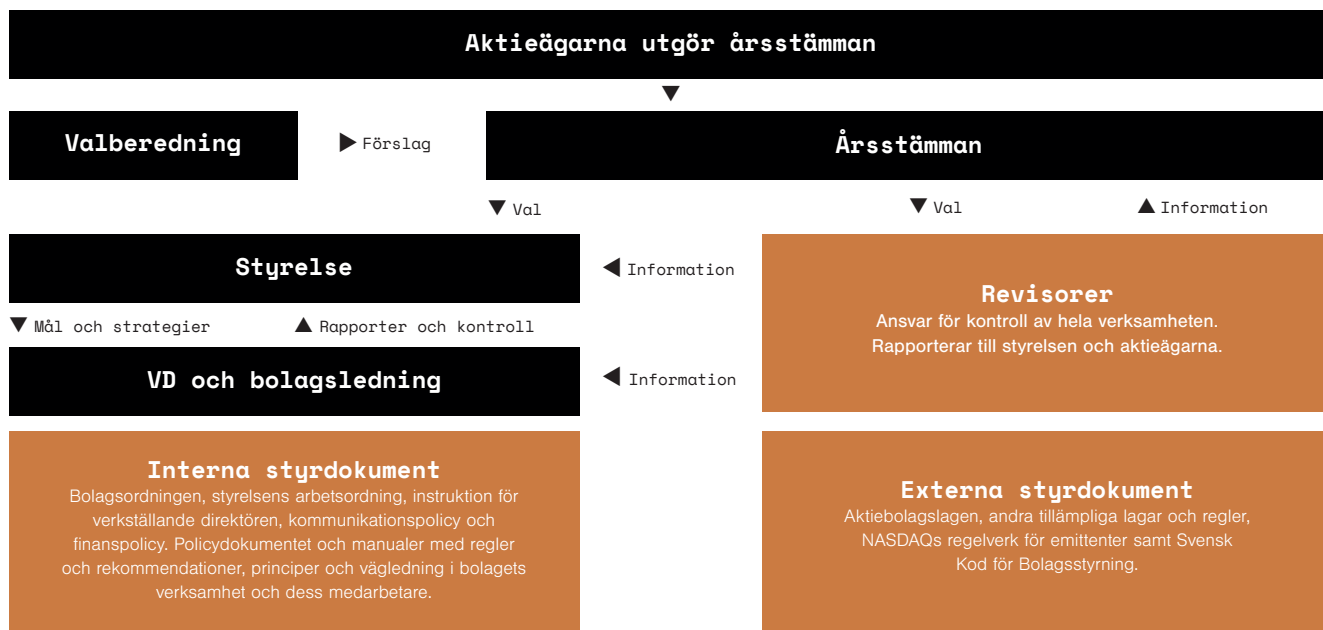 Aktieägarna utgör årsstämman
▼
Valberedning
▶ Förslag
Årsstämman
▼ Val
▼ Val
▲ Information
Styrelse
◀ Information
Revisorer
Ansvar för kontroll av hela verksamheten.
Rapporterar till styrelsen och aktieägarna.
▼ Mål och strategier
▲ Rapporter och kontroll
VD och bolagsledning
◀ Information
Interna styrdokument
Bolagsordningen, styrelsens arbetsordning, instruktion för
verkställande direktören, kommunikationspolicy och
finanspolicy. Policydokumentet och manualer med regler
och rekommendationer, principer och vägledning i bolagets
verksamhet och dess medarbetare.
Externa styrdokument
Aktiebolagslagen, andra tillämpliga lagar och regler,
NASDAQs regelverk för emittenter samt Svensk
Kod för Bolagsstyrning.